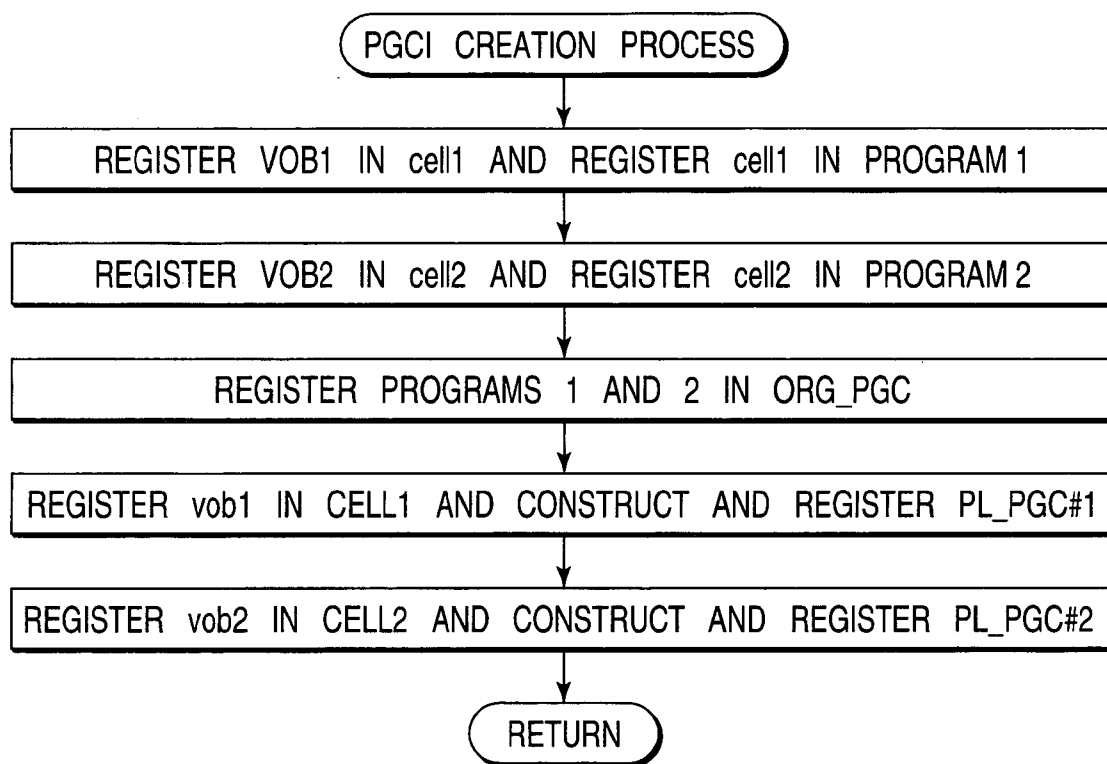 PGCI CREATION PROCESS
REGISTER VOB1 IN cell1 AND REGISTER cell1 IN PROGRAM 1
REGISTER VOB2 IN cell2 AND REGISTER cell2 IN PROGRAM 2
REGISTER PROGRAMS 1 AND 2 IN ORG_PGC
REGISTER vob1 IN CELL1 AND CONSTRUCT AND REGISTER PL_PGC#1
REGISTER vob2 IN CELL2 AND CONSTRUCT AND REGISTER PL_PGC#2
RETURN